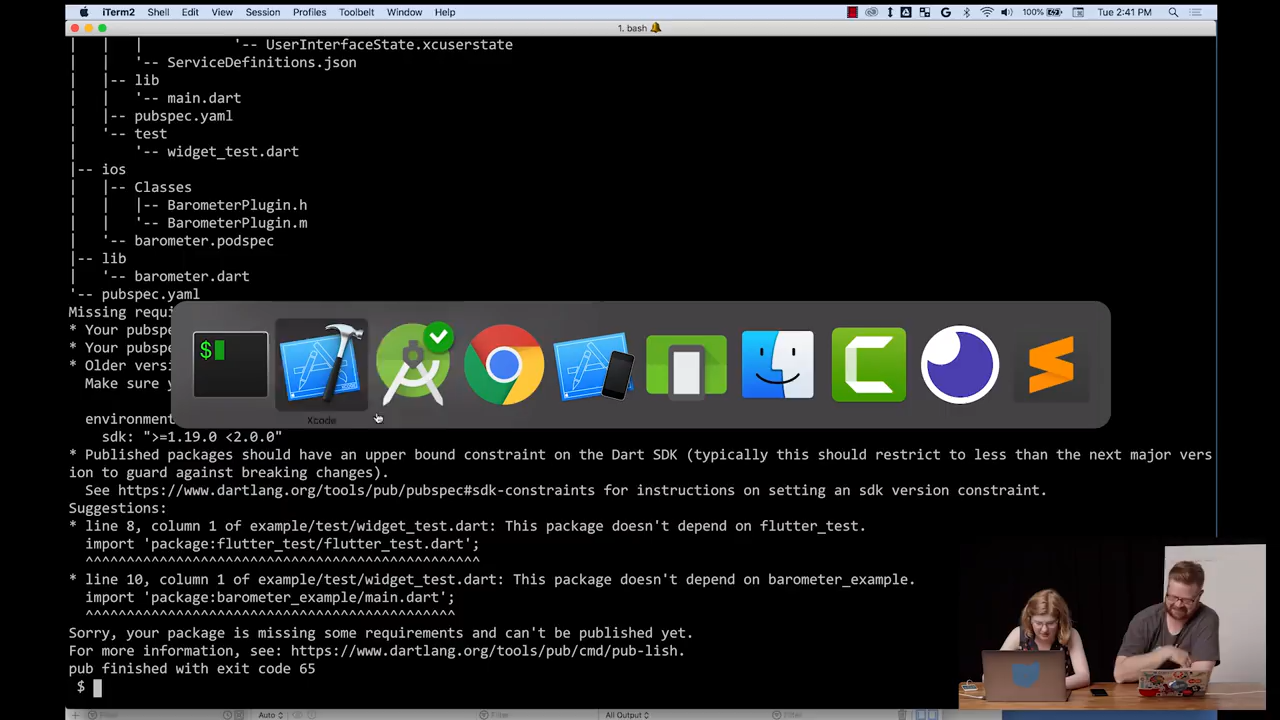 iTerm2 Shell Edit View Session Profiles Toolbelt Window Help 100% Tue 2:41 PM
1. bash
| | | '-- UserInterfaceState.xcuserstate
| | '-- ServiceDefinitions.json
| |-- lib
| | '-- main.dart
| |-- pubspec.yaml
| '-- test
| '-- widget_test.dart
|-- ios
| |-- Classes
| | |-- BarometerPlugin.h
| | '-- BarometerPlugin.m
| '-- barometer.podspec
|-- lib
| '-- barometer.dart
'-- pubspec.yaml
Missing requi
* Your pubsp
* Your pubsp
* Older versi
Make sure y
$
Xcode
environment
sdk: ">=1.19.0 <2.0.0"
* Published packages should have an upper bound constraint on the Dart SDK (typically this should restrict to less than the next major vers
ion to guard against breaking changes).
See https://www.dartlang.org/tools/pub/pubspec#sdk-constraints for instructions on setting an sdk version constraint.
Suggestions:
* line 8, column 1 of example/test/widget_test.dart: This package doesn't depend on flutter_test.
import 'package:flutter_test/flutter_test.dart';
^^^^^^^^^^^^^^^^^^^^^^^^^^^^^^^^^^^^^^^^^^^^^^^^
* line 10, column 1 of example/test/widget_test.dart: This package doesn't depend on barometer_example.
import 'package:barometer_example/main.dart';
^^^^^^^^^^^^^^^^^^^^^^^^^^^^^^^^^^^^^^^^^^^^^
Sorry, your package is missing some requirements and can't be published yet.
For more information, see: https://www.dartlang.org/tools/pub/cmd/pub-lish.
pub finished with exit code 65
$
Auto Filter All Output Filter